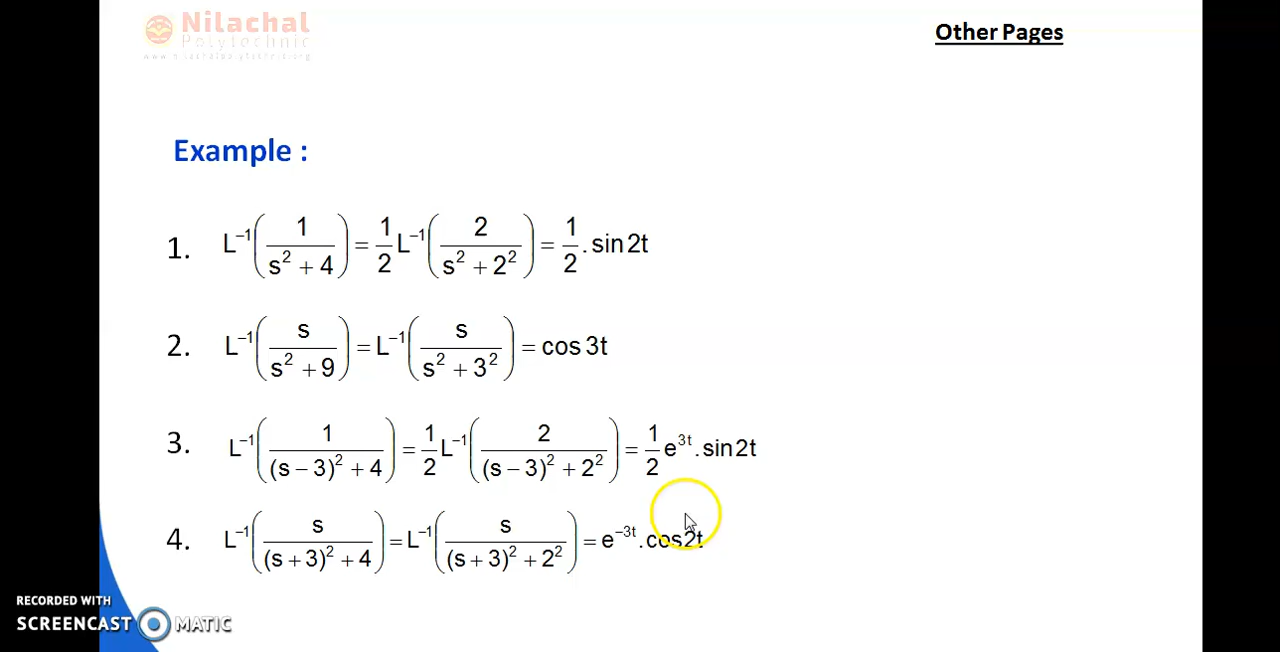 Nilachal
Polytechnic
www.nilachalpolytechnic.org
Other Pages
Example :
1. L⁻¹(1/(s² + 4)) = 1/2 L⁻¹(2/(s² + 2²)) = 1/2 . sin 2t
2. L⁻¹(s/(s² + 9)) = L⁻¹(s/(s² + 3²)) = cos 3t
3. L⁻¹(1/((s − 3)² + 4)) = 1/2 L⁻¹(2/((s − 3)² + 2²)) = 1/2 e³ᵗ . sin 2t
4. L⁻¹(s/((s + 3)² + 4)) = L⁻¹(s/((s + 3)² + 2²)) = e⁻³ᵗ . cos 2t
RECORDED WITH
SCREENCAST MATIC